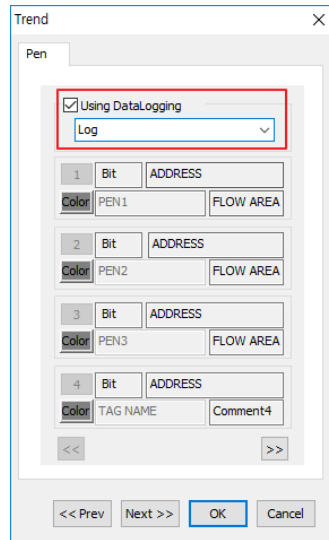 Trend
Pen
Using DataLogging
Log
1 Bit ADDRESS
Color PEN1 FLOW AREA
2 Bit ADDRESS
Color PEN2 FLOW AREA
3 Bit ADDRESS
Color PEN3 FLOW AREA
4 Bit ADDRESS
Color TAG NAME Comment4
<< >>
<< Prev Next >> OK Cancel